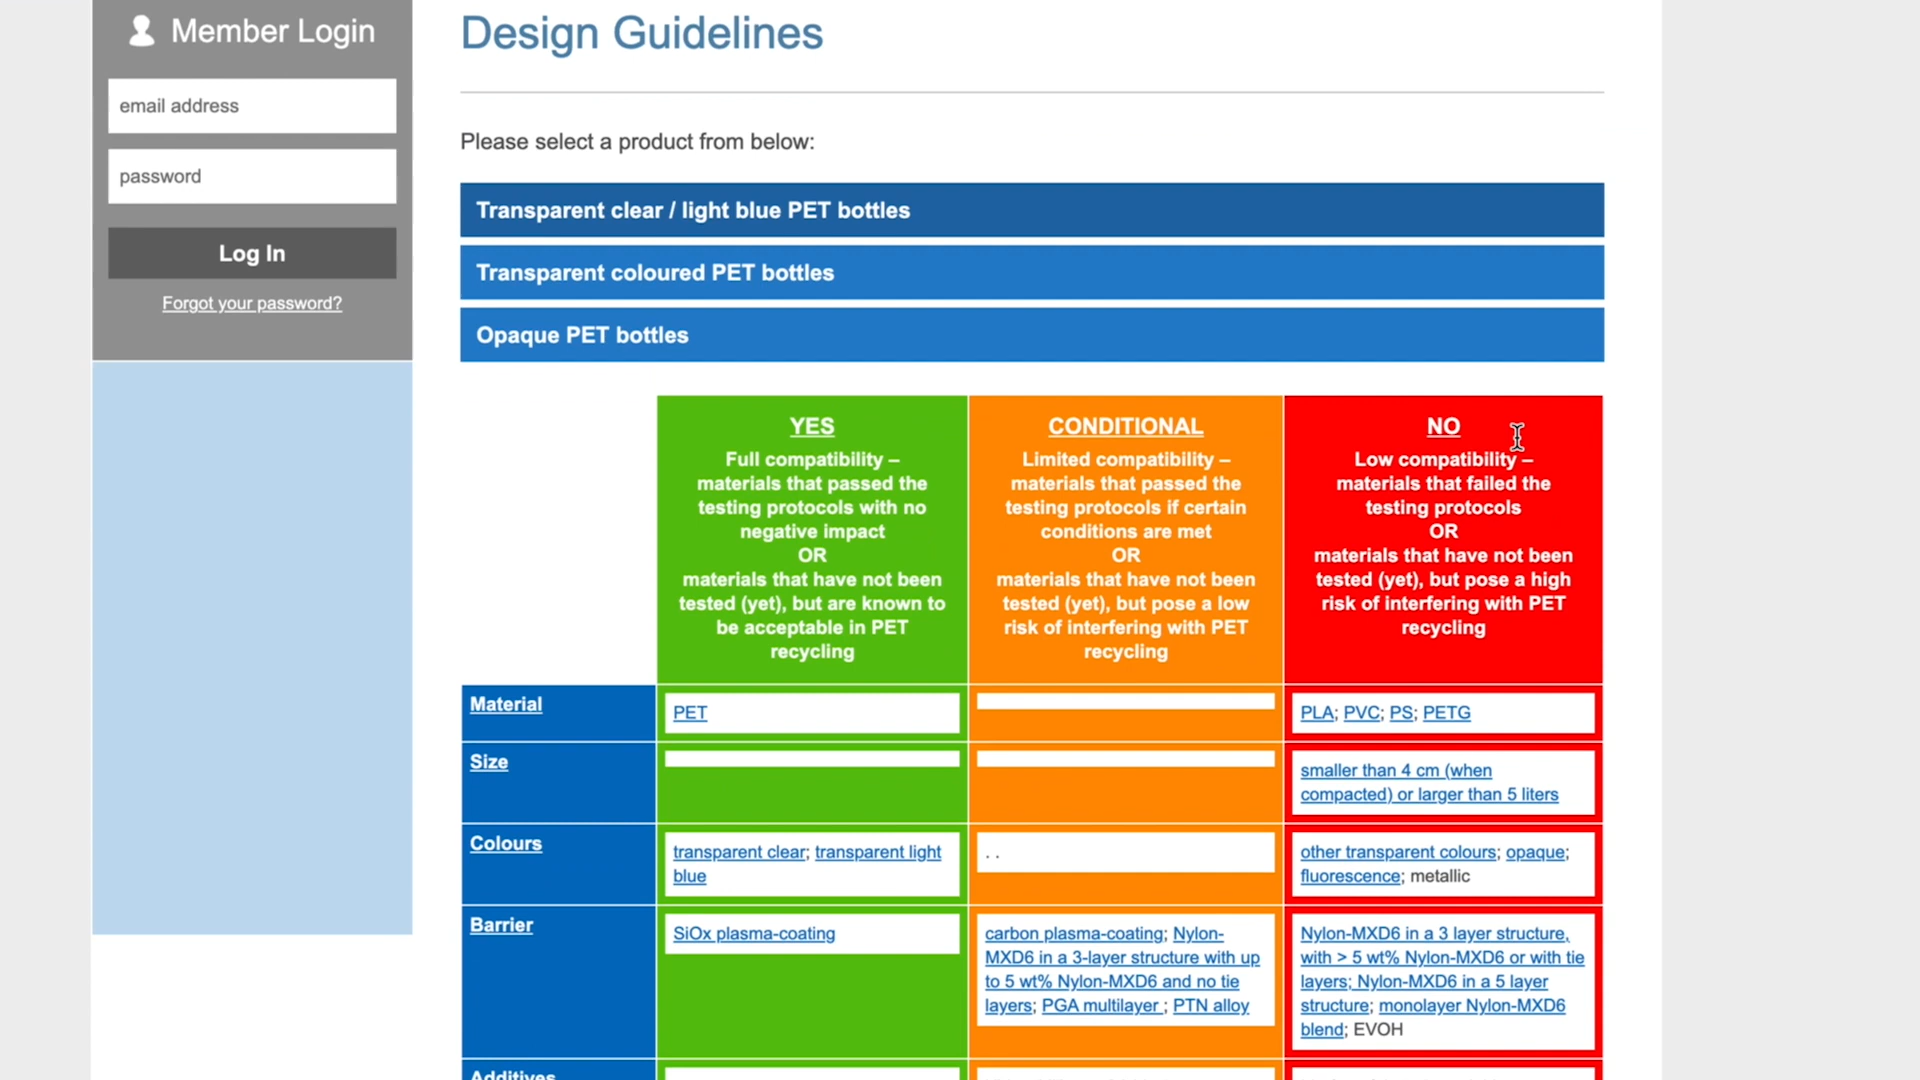 Member Login
email address
password
Log In
Forgot your password?
Design Guidelines
Please select a product from below:
Transparent clear / light blue PET bottles
Transparent coloured PET bottles
Opaque PET bottles
YES
Full compatibility –
materials that passed the
testing protocols with no
negative impact
OR
materials that have not been
tested (yet), but are known to
be acceptable in PET
recycling
CONDITIONAL
Limited compatibility –
materials that passed the
testing protocols if certain
conditions are met
OR
materials that have not been
tested (yet), but pose a low
risk of interfering with PET
recycling
NO
Low compatibility –
materials that failed the
testing protocols
OR
materials that have not been
tested (yet), but pose a high
risk of interfering with PET
recycling
Material
PET
PLA; PVC; PS; PETG
Size
smaller than 4 cm (when
compacted) or larger than 5 liters
Colours
transparent clear; transparent light
blue
. .
other transparent colours; opaque;
fluorescence; metallic
Barrier
SiOx plasma-coating
carbon plasma-coating; Nylon-
MXD6 in a 3-layer structure with up
to 5 wt% Nylon-MXD6 and no tie
layers; PGA multilayer ; PTN alloy
Nylon-MXD6 in a 3 layer structure,
with > 5 wt% Nylon-MXD6 or with tie
layers; Nylon-MXD6 in a 5 layer
structure; monolayer Nylon-MXD6
blend; EVOH
Additives